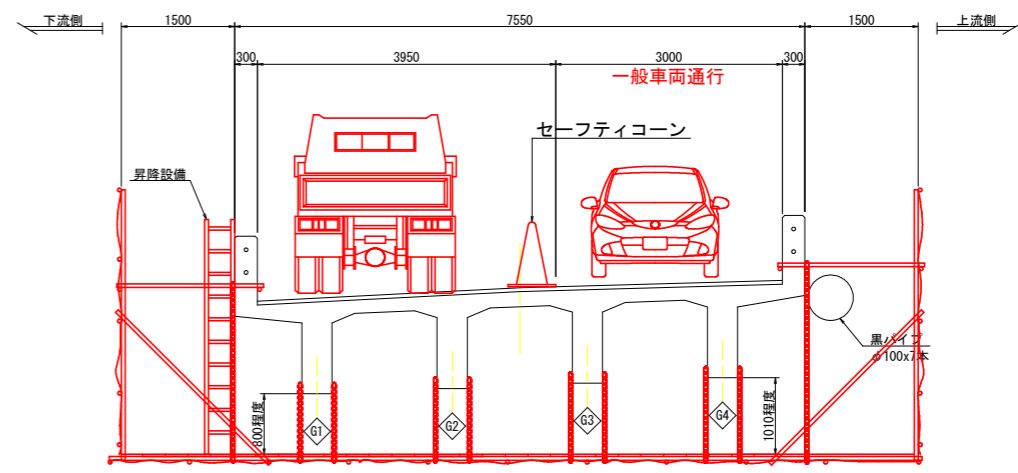 下流側
1500
7550
1500
上流側
300
3950
3000
300
一般車両通行
セーフティコーン
昇降設備
黒パイプ
φ100x7本
800程度
G1
G2
G3
G4
1010程度